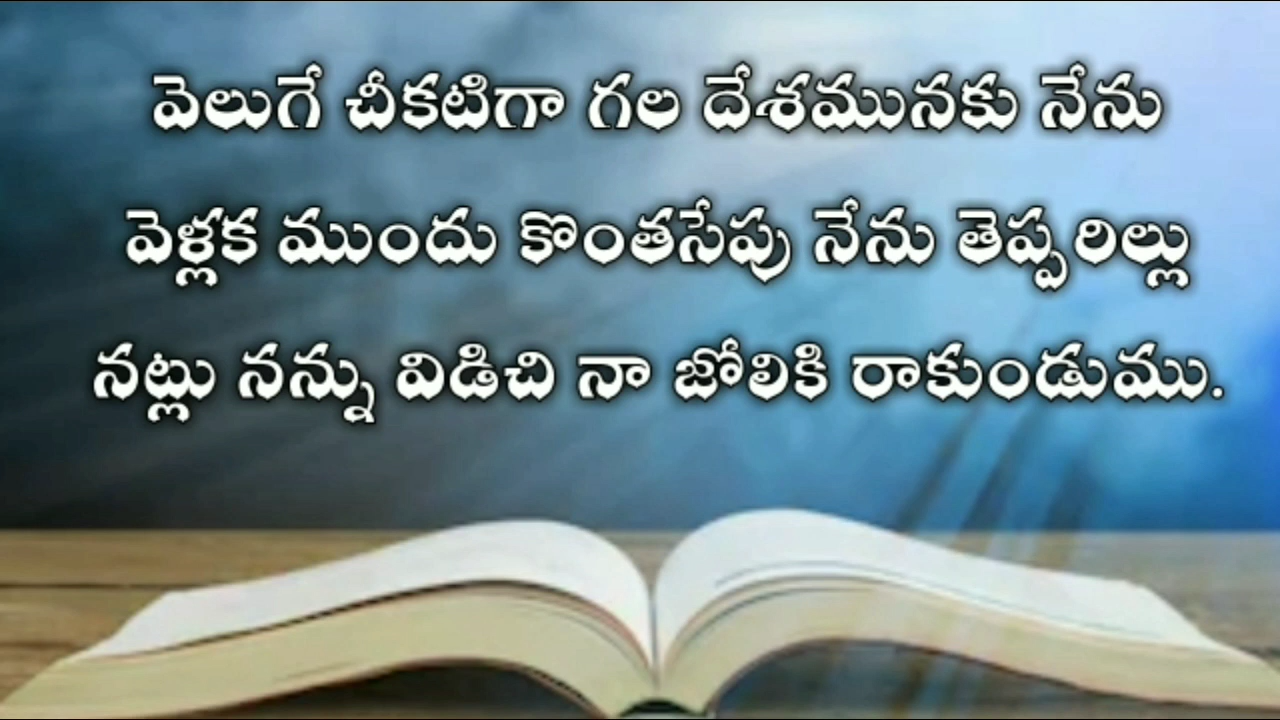 వెలుగే చీకటిగా గల దేశమునకు నేను
వెళ్లక ముందు కొంతసేపు నేను తెప్పరిల్లు
నట్లు నన్ను విడిచి నా జోలికి రాకుండుము.